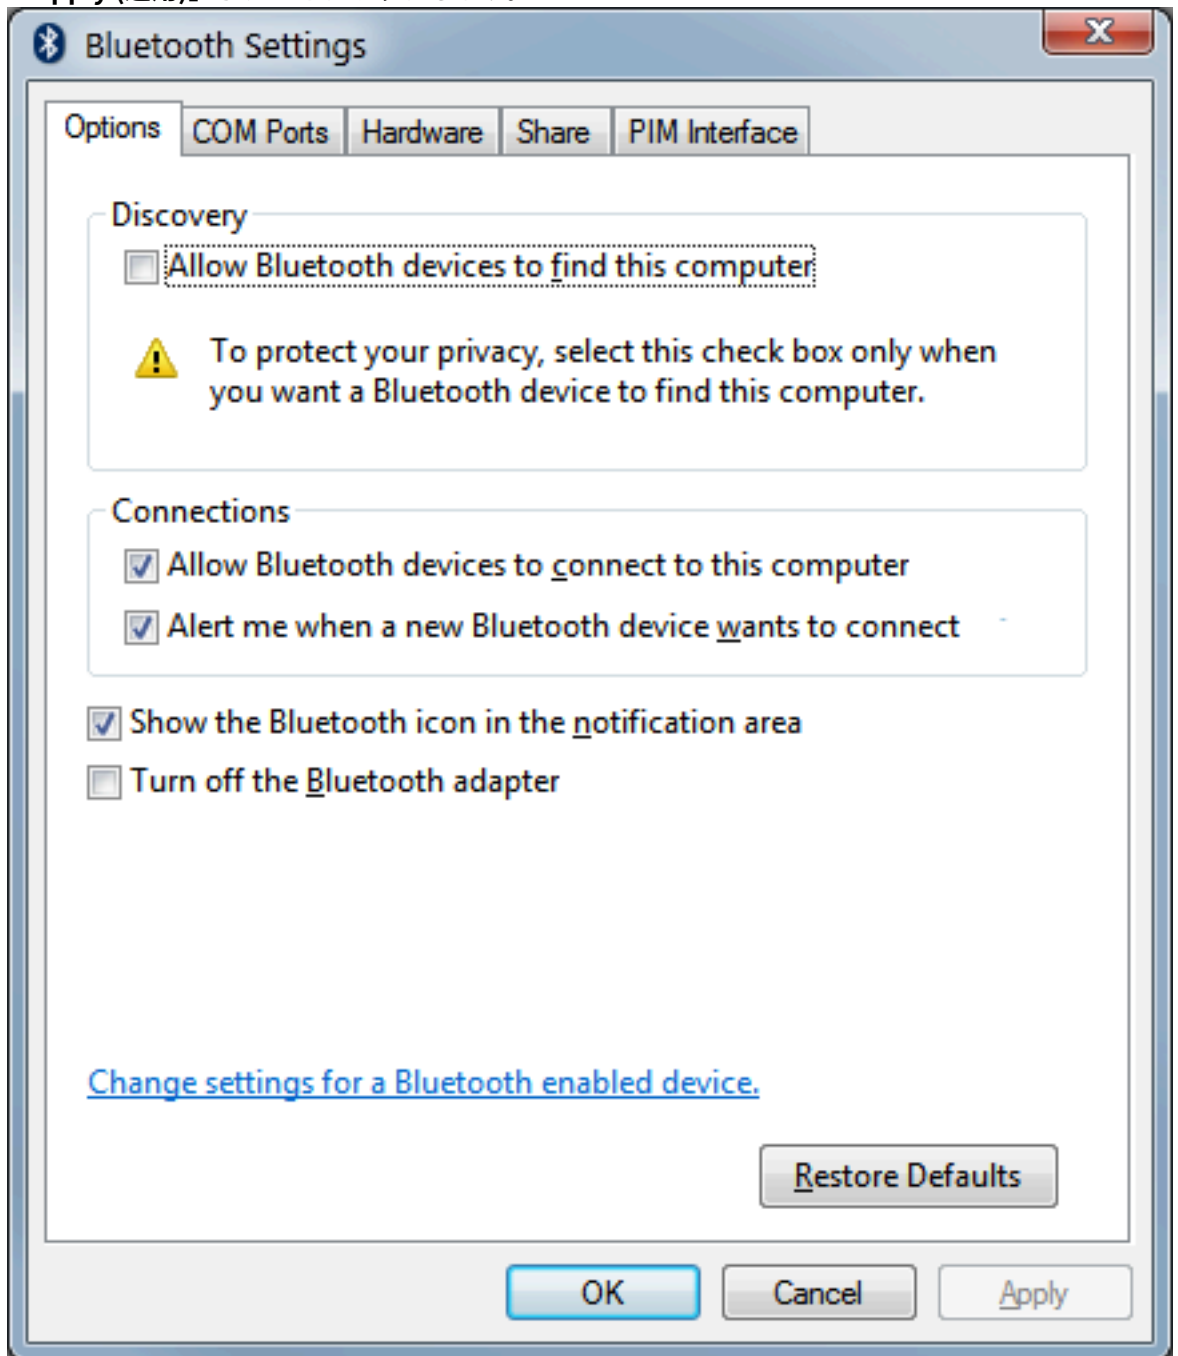 Bluetooth Settings
Options COM Ports Hardware Share PIM Interface
Discovery
Allow Bluetooth devices to find this computer
To protect your privacy, select this check box only when
you want a Bluetooth device to find this computer.
Connections
Allow Bluetooth devices to connect to this computer
Alert me when a new Bluetooth device wants to connect
Show the Bluetooth icon in the notification area
Turn off the Bluetooth adapter
Change settings for a Bluetooth enabled device.
Restore Defaults
OK Cancel Apply